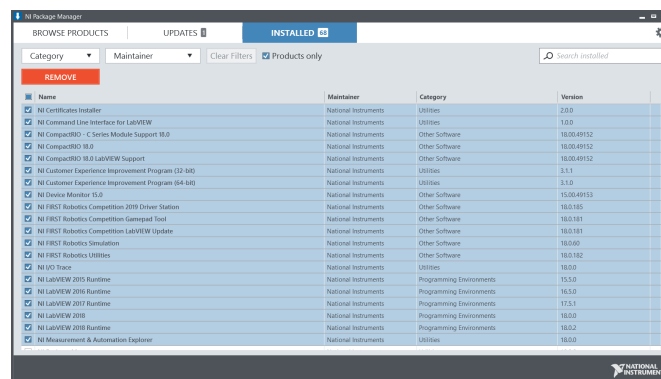 NI Package Manager
BROWSE PRODUCTS UPDATES INSTALLED 68
Category Maintainer Clear Filters Products only Search installed
REMOVE
Name Maintainer Category Version
NI Certificates Installer National Instruments Utilities 2.0.0
NI Command Line Interface for LabVIEW National Instruments Utilities 1.0.0
NI CompactRIO - C Series Module Support 18.0 National Instruments Other Software 18.00.49152
NI CompactRIO 18.0 National Instruments Other Software 18.00.49152
NI CompactRIO 18.0 LabVIEW Support National Instruments Other Software 18.00.49152
NI Customer Experience Improvement Program (32-bit) National Instruments Utilities 3.1.1
NI Customer Experience Improvement Program (64-bit) National Instruments Utilities 3.1.0
NI Device Monitor 15.0 National Instruments Other Software 15.00.49153
NI FIRST Robotics Competition 2019 Driver Station National Instruments Other Software 18.0.185
NI FIRST Robotics Competition Gamepad Tool National Instruments Other Software 18.0.181
NI FIRST Robotics Competition LabVIEW Update National Instruments Other Software 18.0.181
NI FIRST Robotics Simulation National Instruments Other Software 18.0.60
NI FIRST Robotics Utilities National Instruments Other Software 18.0.182
NI I/O Trace National Instruments Utilities 18.0.0
NI LabVIEW 2015 Runtime National Instruments Programming Environments 15.5.0
NI LabVIEW 2016 Runtime National Instruments Programming Environments 16.5.0
NI LabVIEW 2017 Runtime National Instruments Programming Environments 17.5.1
NI LabVIEW 2018 National Instruments Programming Environments 18.0.0
NI LabVIEW 2018 Runtime National Instruments Programming Environments 18.0.2
NI Measurement & Automation Explorer National Instruments Utilities 18.0.0
NATIONAL
INSTRUMEN